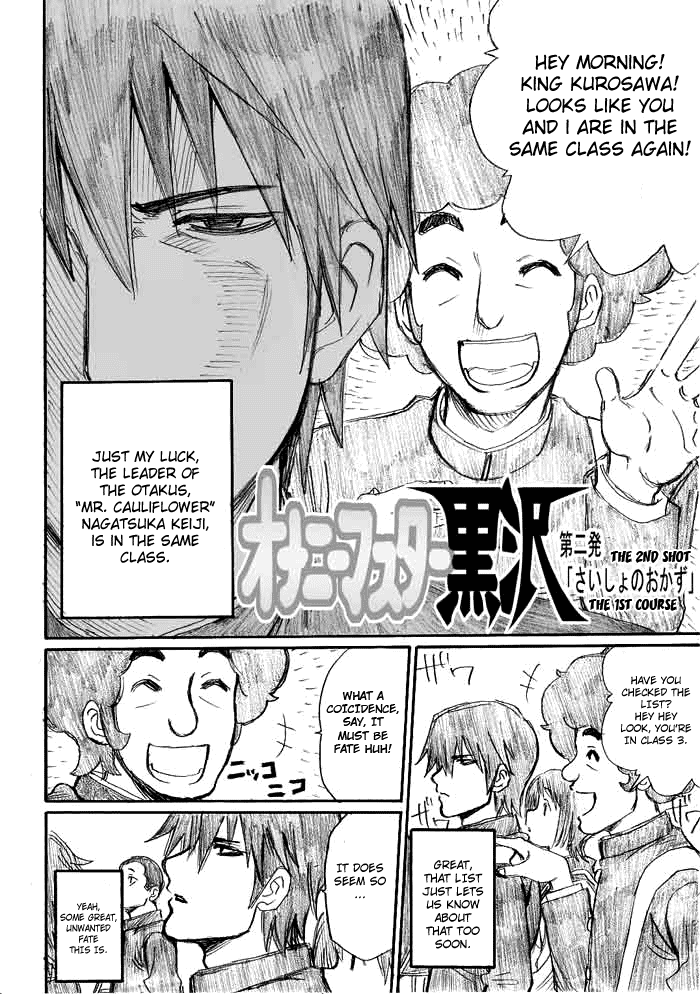 HEY MORNING!
KING KUROSAWA!
LOOKS LIKE YOU
AND I ARE IN THE
SAME CLASS AGAIN!
JUST MY LUCK,
THE LEADER OF
THE OTAKUS,
"MR. CAULIFLOWER"
NAGATSUKA KEIJI,
IS IN THE SAME
CLASS.
オナニーマスター黒沢
第二発
THE 2ND SHOT
「さいしょのおかず」
THE 1ST COURSE
HAVE YOU
CHECKED THE
LIST?
HEY HEY
LOOK, YOU'RE
IN CLASS 3.
ザワ
ザワ
GREAT,
THAT LIST
JUST LETS
US KNOW
ABOUT
THAT TOO
SOON.
WHAT A
COICIDENCE,
SAY, IT
MUST BE
FATE HUH!
ニッコ
ニコ
IT DOES
SEEM SO
...
YEAH,
SOME GREAT,
UNWANTED
FATE
THIS IS.